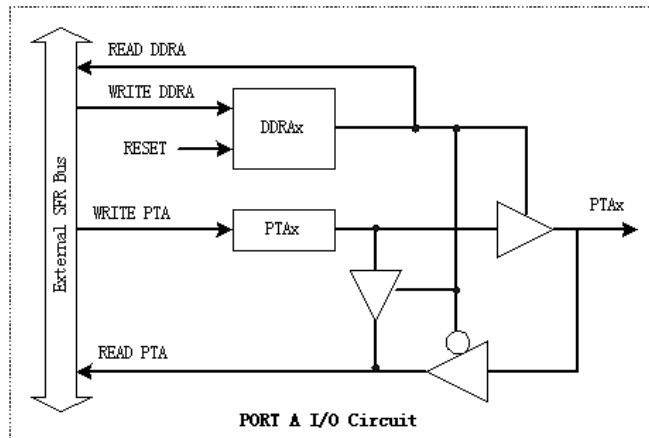 READ DDRA
WRITE DDRA
DDRAx
RESET
External SFR Bus
WRITE PTA
PTAx
PTAx
READ PTA
PORT A I/O Circuit